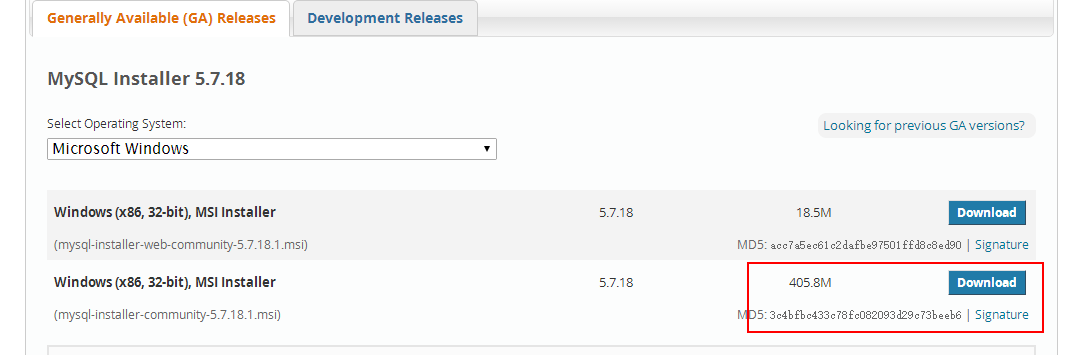 Generally Available (GA) Releases Development Releases
MySQL Installer 5.7.18
Select Operating System:
Looking for previous GA versions?
Microsoft Windows
Windows (x86, 32-bit), MSI Installer 5.7.18 18.5M Download
(mysql-installer-web-community-5.7.18.1.msi) MD5: acc7a5ec61c2dafbe97501ffd8c8ed90 | Signature
Windows (x86, 32-bit), MSI Installer 5.7.18 405.8M Download
(mysql-installer-community-5.7.18.1.msi) MD5: 3c4bfbc433c78fc082093d29c73beeb6 | Signature